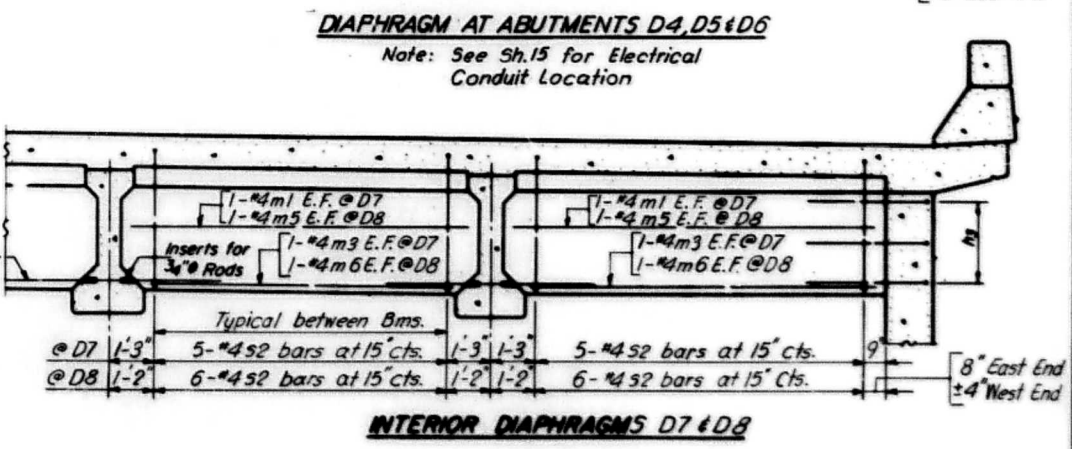 DIAPHRAGM AT ABUTMENTS D4, D5 & D6
Note: See Sh.15 for Electrical
Conduit Location
1-#4m1 E.F. @ D7
1-#4m5 E.F. @ D8
1-#4m3 E.F. @ D7
1-#4m6 E.F. @ D8
Inserts for
3/4"Φ Rods
1-#4m1 E.F. @ D7
1-#4m5 E.F. @ D8
1-#4m3 E.F. @ D7
1-#4m6 E.F. @ D8
Typical between Bms.
@ D7 1'-3" 5-#4 S2 bars at 15" cts. 1'-3" 1'-3" 5-#4 S2 bars at 15" cts. 9"
@ D8 1'-2" 6-#4 S2 bars at 15" cts. 1'-2" 1'-2" 6-#4 S2 bars at 15" Cts.
8" East End
±4" West End
INTERIOR DIAPHRAGMS D7 & D8